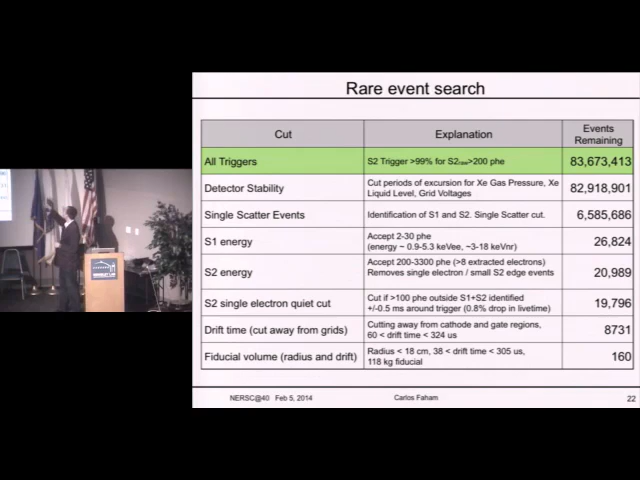 Rare event search
Cut
Explanation
Events
Remaining
All Triggers
S2 Trigger >99% for S2raw>200 phe
83,673,413
Detector Stability
Cut periods of excursion for Xe Gas Pressure, Xe
Liquid Level, Grid Voltages
82,918,901
Single Scatter Events
Identification of S1 and S2. Single Scatter cut.
6,585,686
S1 energy
Accept 2-30 phe
(energy ~ 0.9-5.3 keVee, ~3-18 keVnr)
26,824
S2 energy
Accept 200-3300 phe (>8 extracted electrons)
Removes single electron / small S2 edge events
20,989
S2 single electron quiet cut
Cut if >100 phe outside S1+S2 identified
+/-0.5 ms around trigger (0.8% drop in livetime)
19,796
Drift time (cut away from grids)
Cutting away from cathode and gate regions,
60 < drift time < 324 us
8731
Fiducial volume (radius and drift)
Radius < 18 cm, 38 < drift time < 305 us,
118 kg fiducial
160
NERSC@40 Feb 5, 2014
Carlos Faham
22